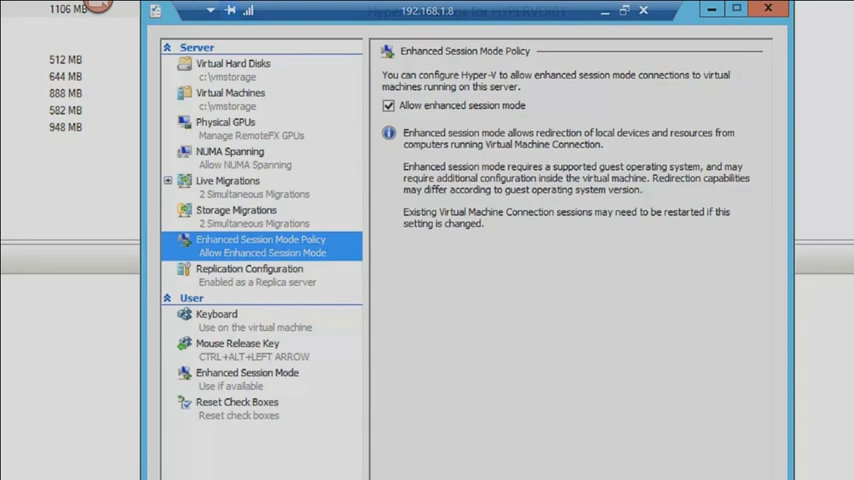 1106 MB
512 MB
644 MB
888 MB
582 MB
948 MB
192.168.1.8
Server
Virtual Hard Disks
c:\vmstorage
Virtual Machines
c:\vmstorage
Physical GPUs
Manage RemoteFX GPUs
NUMA Spanning
Allow NUMA Spanning
Live Migrations
2 Simultaneous Migrations
Storage Migrations
2 Simultaneous Migrations
Enhanced Session Mode Policy
Allow Enhanced Session Mode
Replication Configuration
Enabled as a Replica server
User
Keyboard
Use on the virtual machine
Mouse Release Key
CTRL+ALT+LEFT ARROW
Enhanced Session Mode
Use if available
Reset Check Boxes
Reset check boxes
Enhanced Session Mode Policy
You can configure Hyper-V to allow enhanced session mode connections to virtual
machines running on this server.
Allow enhanced session mode
Enhanced session mode allows redirection of local devices and resources from
computers running Virtual Machine Connection.
Enhanced session mode requires a supported guest operating system, and may
require additional configuration inside the virtual machine. Redirection capabilities
may differ according to guest operating system version.
Existing Virtual Machine Connection sessions may need to be restarted if this
setting is changed.